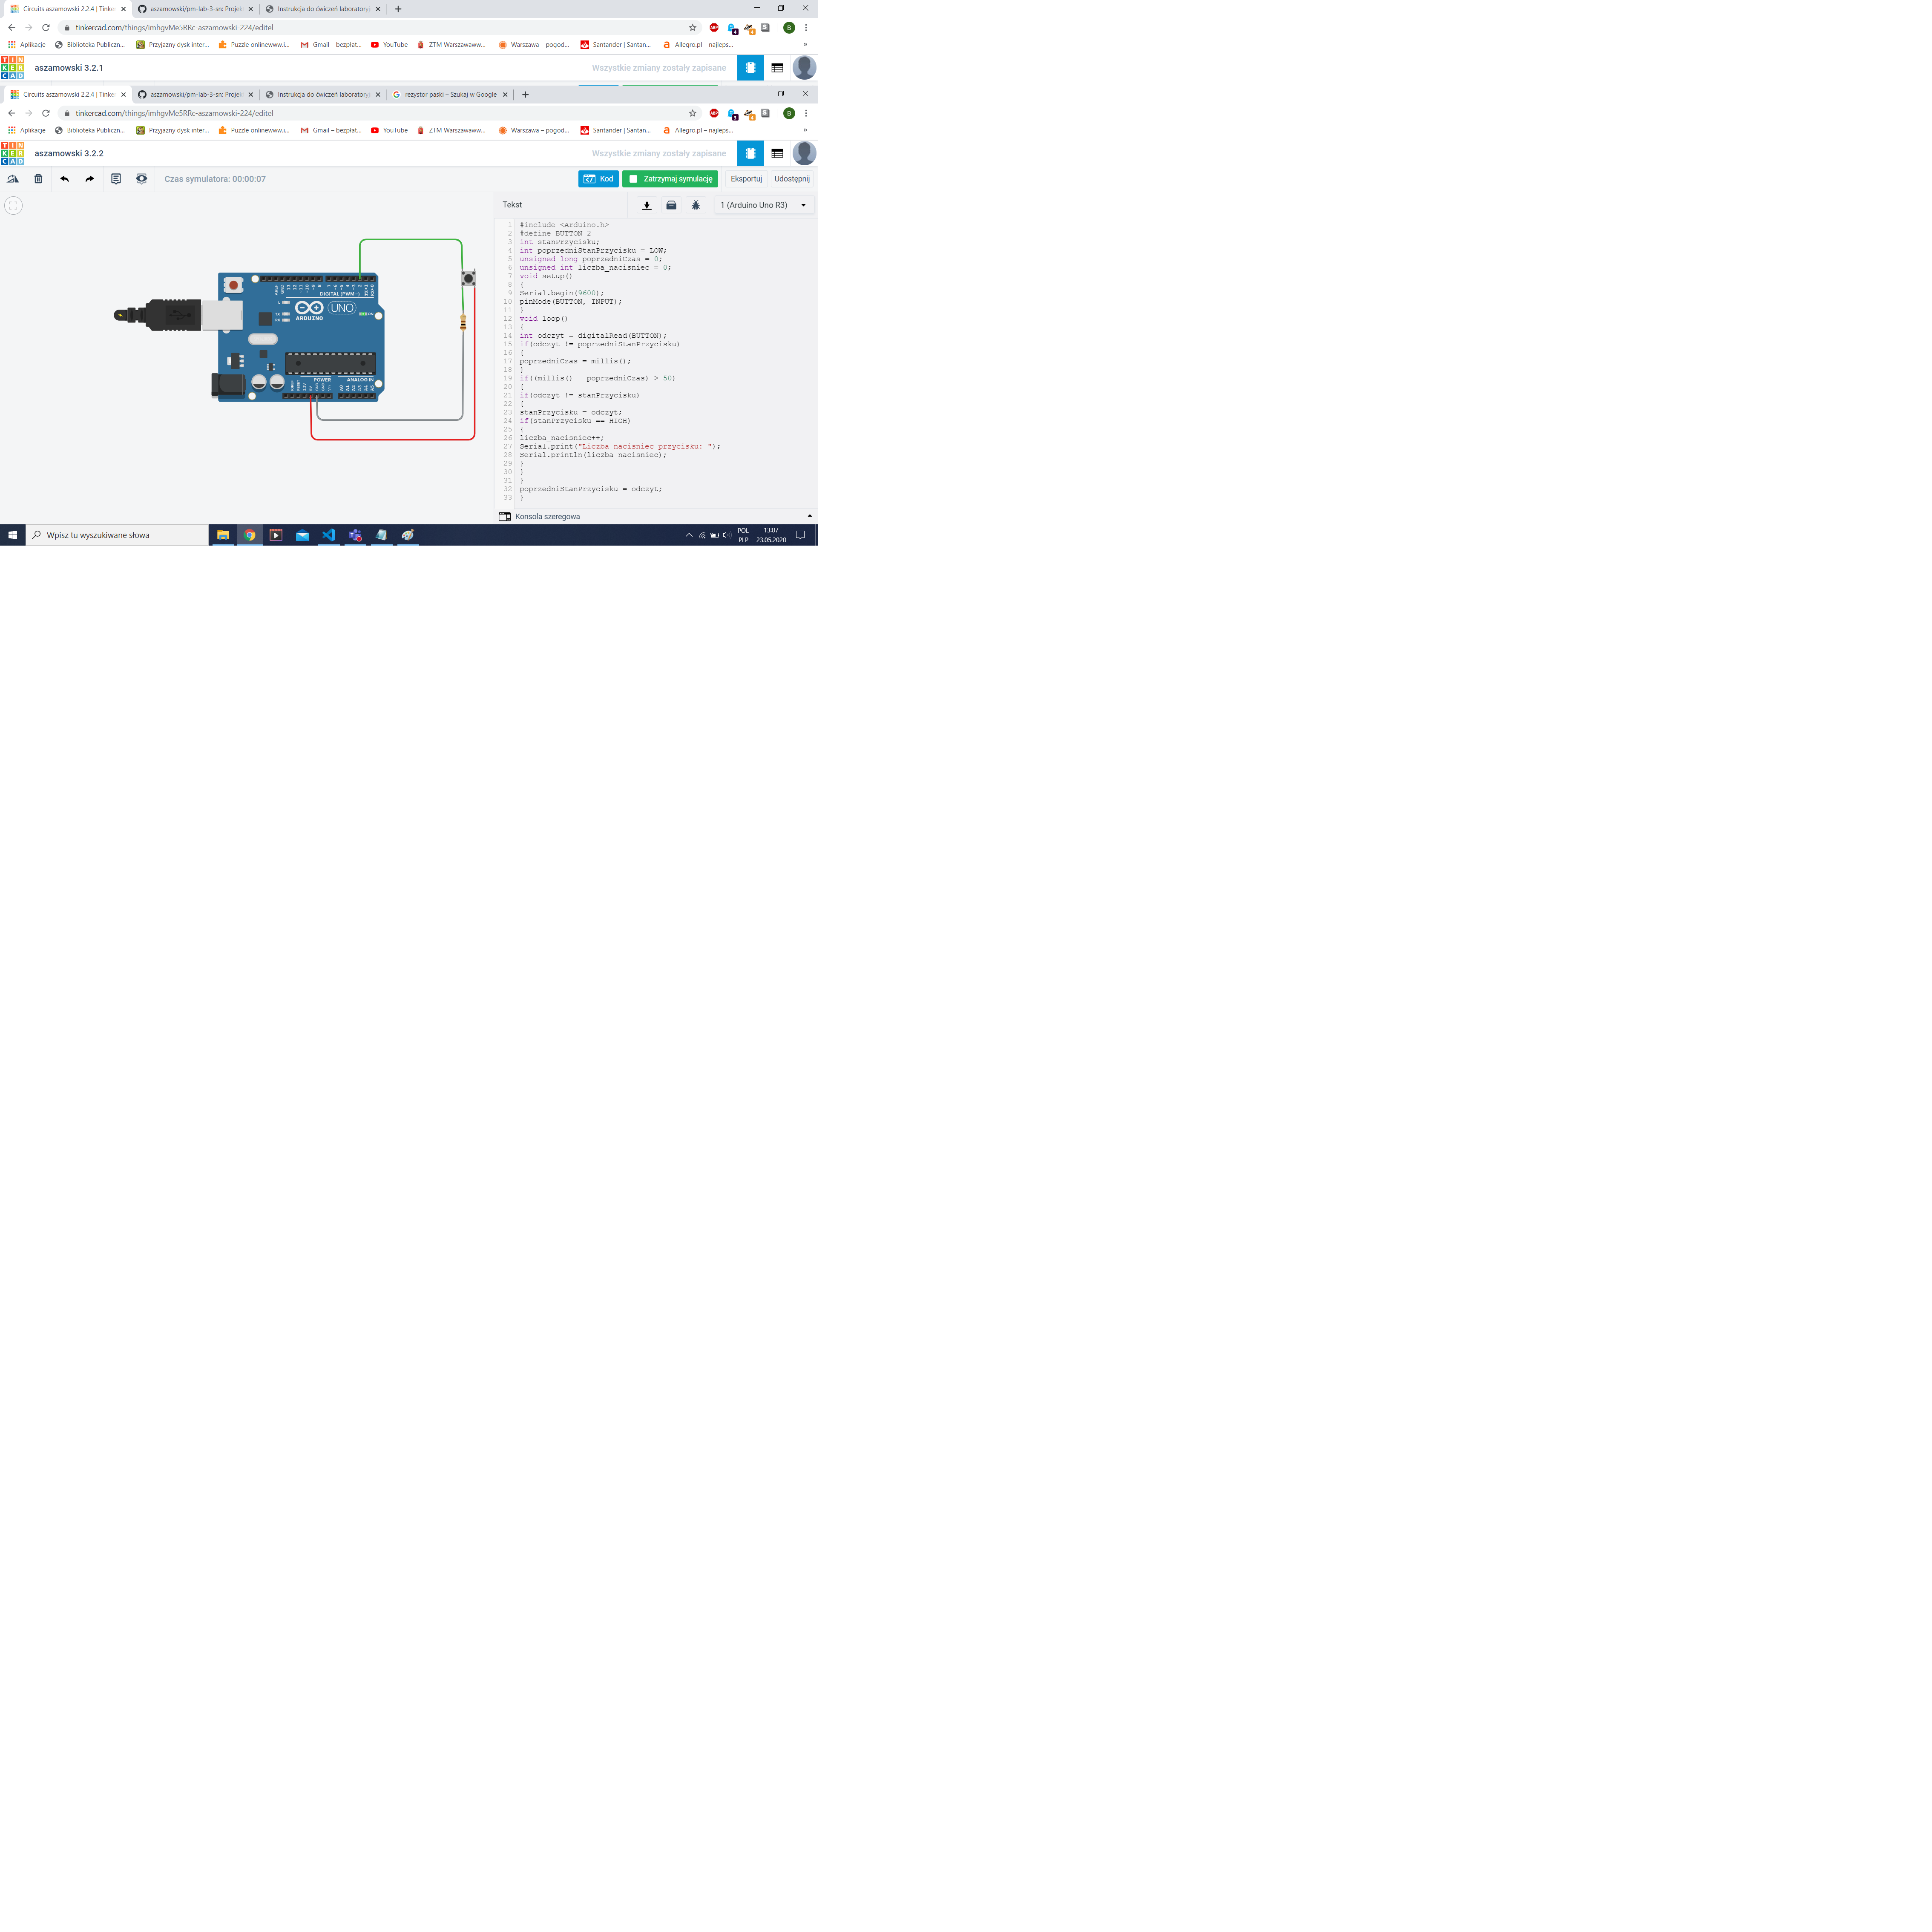 Circuits aszamowski 2.2.4 | Tinker
aszamowski/pm-lab-3-sn: Projekt
Instrukcja do ćwiczeń laboratoryj
tinkercad.com/things/imhgvMe5RRc-aszamowski-224/editel
Aplikacje Biblioteka Publiczn... Przyjazny dysk inter... Puzzle onlinewww.i... Gmail – bezpłat... YouTube ZTM Warszawaww... Warszawa – pogod... Santander | Santan... Allegro.pl – najleps... »
TINKERCAD
aszamowski 3.2.1
Wszystkie zmiany zostały zapisane
Circuits aszamowski 2.2.4 | Tinker
aszamowski/pm-lab-3-sn: Projekt
Instrukcja do ćwiczeń laboratoryj
rezystor paski – Szukaj w Google
tinkercad.com/things/imhgvMe5RRc-aszamowski-224/editel
Aplikacje Biblioteka Publiczn... Przyjazny dysk inter... Puzzle onlinewww.i... Gmail – bezpłat... YouTube ZTM Warszawaww... Warszawa – pogod... Santander | Santan... Allegro.pl – najleps... »
TINKERCAD
aszamowski 3.2.2
Wszystkie zmiany zostały zapisane
Czas symulatora: 00:00:07
Kod
Zatrzymaj symulację
Eksportuj
Udostępnij
Tekst
1 (Arduino Uno R3)
DIGITAL (PWM~)
UNO
ARDUINO
POWER
ANALOG IN
1 #include <Arduino.h>
2 #define BUTTON 2
3 int stanPrzycisku;
4 int poprzedniStanPrzycisku = LOW;
5 unsigned long poprzedniCzas = 0;
6 unsigned int liczba_nacisniec = 0;
7 void setup()
8 {
9 Serial.begin(9600);
10 pinMode(BUTTON, INPUT);
11 }
12 void loop()
13 {
14 int odczyt = digitalRead(BUTTON);
15 if(odczyt != poprzedniStanPrzycisku)
16 {
17 poprzedniCzas = millis();
18 }
19 if((millis() - poprzedniCzas) > 50)
20 {
21 if(odczyt != stanPrzycisku)
22 {
23 stanPrzycisku = odczyt;
24 if(stanPrzycisku == HIGH)
25 {
26 liczba_nacisniec++;
27 Serial.print("Liczba nacisniec przycisku: ");
28 Serial.println(liczba_nacisniec);
29 }
30 }
31 }
32 poprzedniStanPrzycisku = odczyt;
33 }
Konsola szeregowa
Wpisz tu wyszukiwane słowa
POL
PLP
13:07
23.05.2020